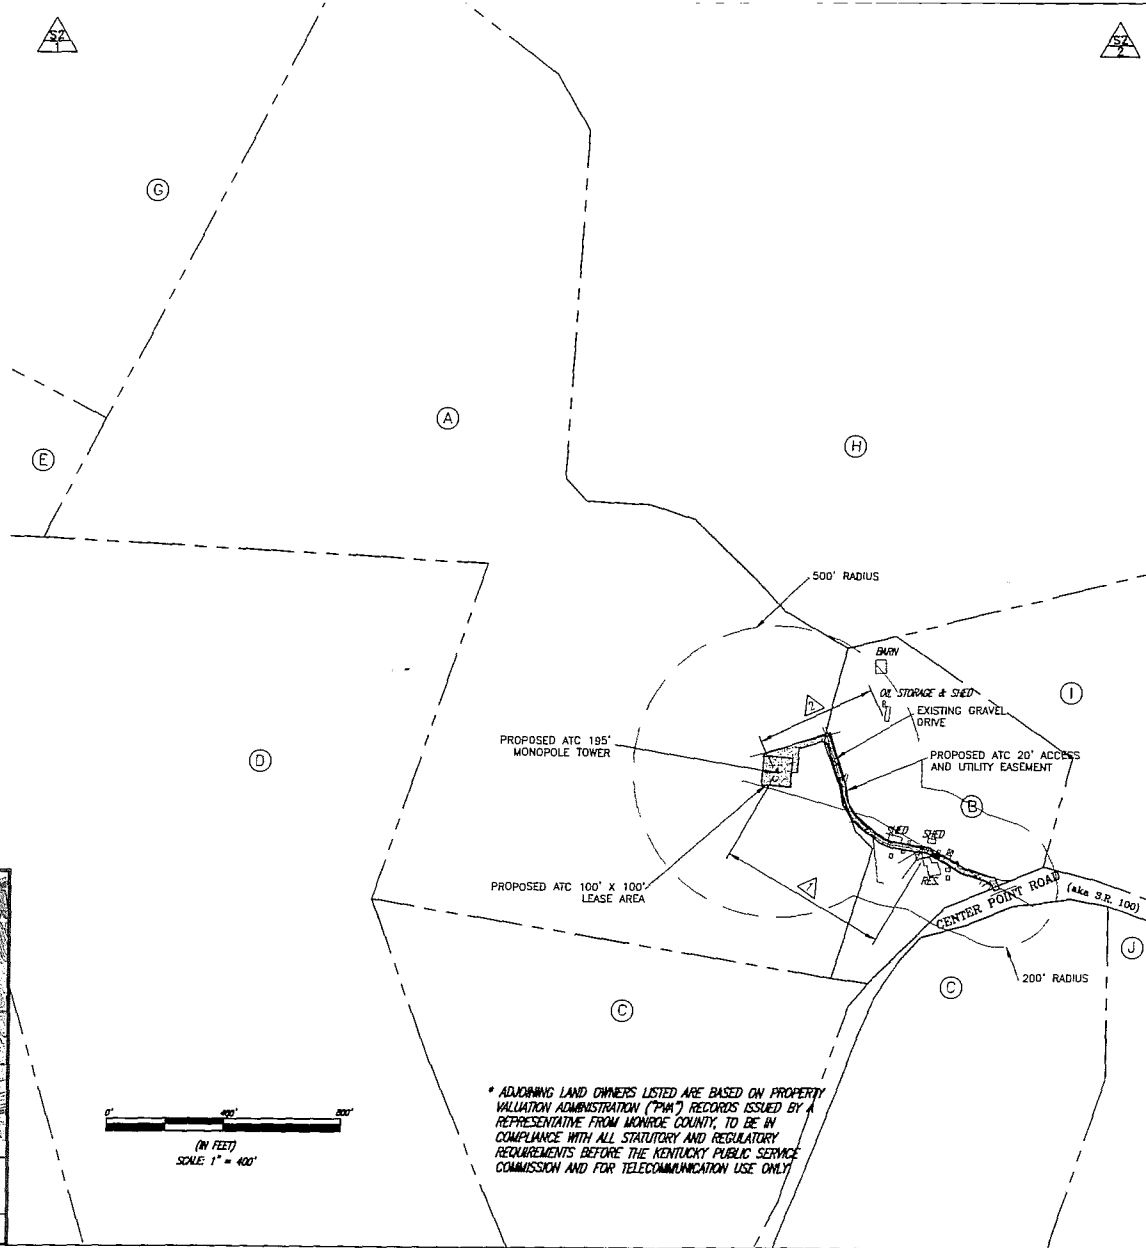 S2
1
S2
2
G
A
H
E
500' RADIUS
BARN
OIL STORAGE & SHED
I
2
EXISTING GRAVEL
DRIVE
PROPOSED ATC 195'
MONOPOLE TOWER
D
PROPOSED ATC 20' ACCESS
AND UTILITY EASEMENT
B
SHED
SHED
RES.
1
PROPOSED ATC 100' X 100'
LEASE AREA
CENTER POINT ROAD
(aka S.R. 100)
J
200' RADIUS
C
C
* ADJOINING LAND OWNERS LISTED ARE BASED ON PROPERTY
VALUATION ADMINISTRATION ("PVA") RECORDS ISSUED BY A
REPRESENTATIVE FROM MONROE COUNTY, TO BE IN
COMPLIANCE WITH ALL STATUTORY AND REGULATORY
REQUIREMENTS BEFORE THE KENTUCKY PUBLIC SERVICE
COMMISSION AND FOR TELECOMMUNICATION USE ONLY
0' 400' 800'
(IN FEET)
SCALE: 1" = 400'